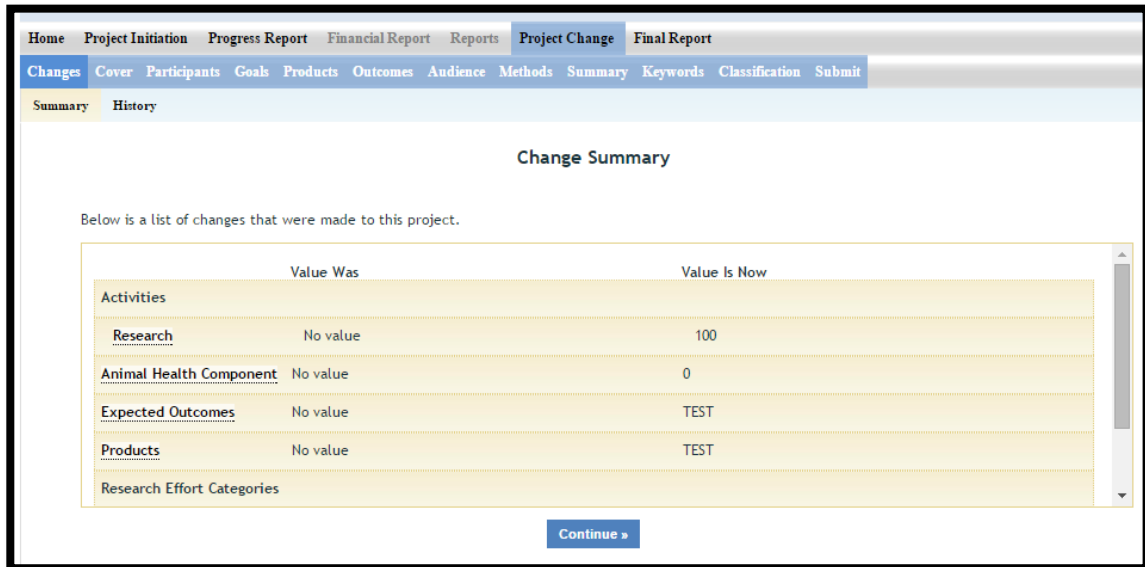 Home Project Initiation Progress Report Financial Report Reports Project Change Final Report
Changes Cover Participants Goals Products Outcomes Audience Methods Summary Keywords Classification Submit
Summary History
Change Summary
Below is a list of changes that were made to this project.
Value Was Value Is Now
Activities
Research No value 100
Animal Health Component No value 0
Expected Outcomes No value TEST
Products No value TEST
Research Effort Categories
Continue »